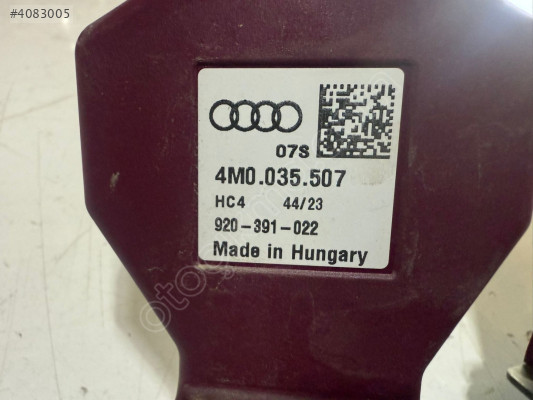 #4083005
07S
4M0.035.507
HC4 44/23
920-391-022
Made in Hungary